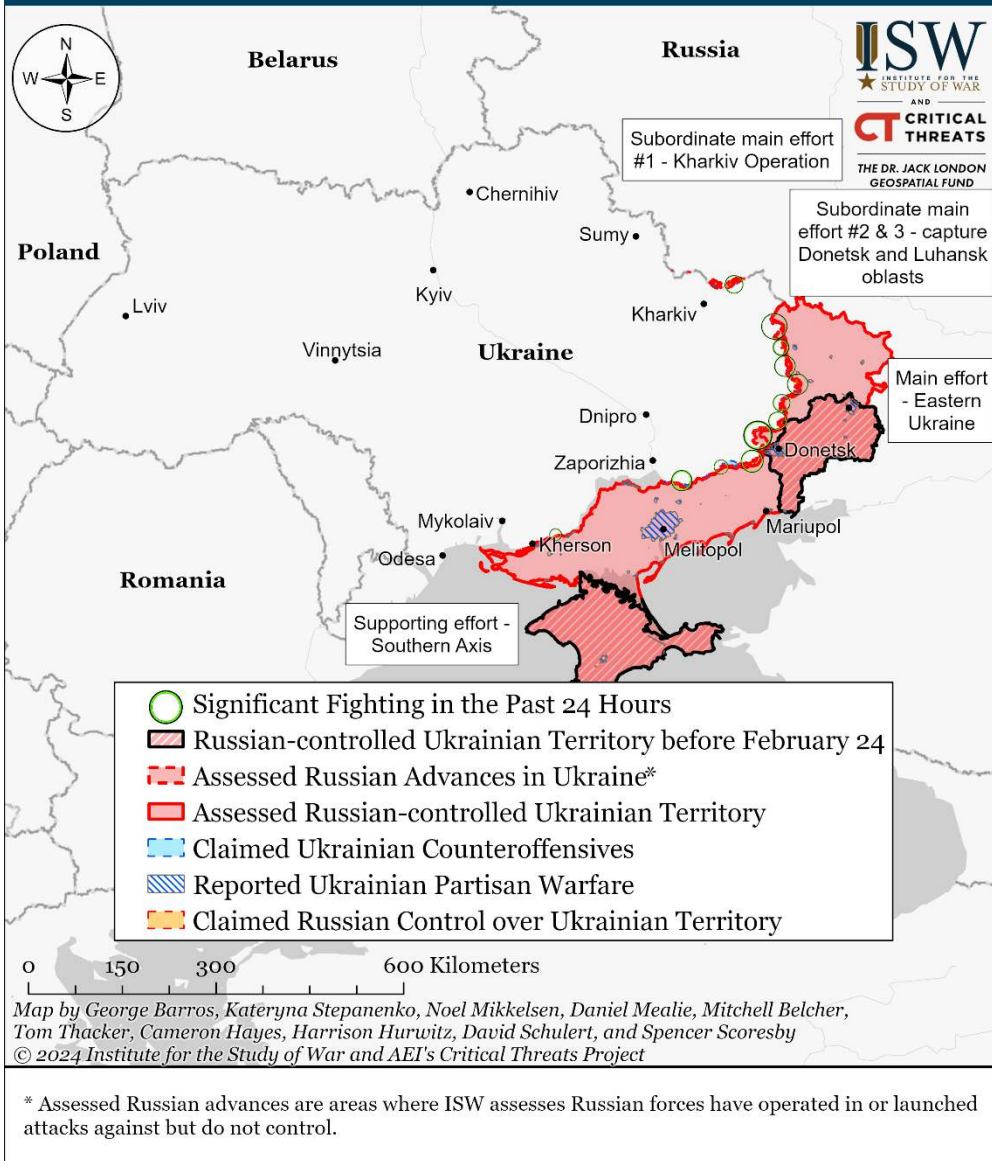 N
W
E
S
Belarus
Russia
ISW
INSTITUTE FOR THE
STUDY OF WAR
AND
CT CRITICAL
THREATS
THE DR. JACK LONDON
GEOSPATIAL FUND
Subordinate main effort
#1 - Kharkiv Operation
Subordinate main
effort #2 & 3 - capture
Donetsk and Luhansk
oblasts
Chernihiv
Sumy
Poland
Kyiv
Lviv
Kharkiv
Vinnytsia
Ukraine
Main effort
- Eastern
Ukraine
Dnipro
Donetsk
Zaporizhia
Mykolaiv
Mariupol
Kherson
Odesa
Melitopol
Romania
Supporting effort -
Southern Axis
Significant Fighting in the Past 24 Hours
Russian-controlled Ukrainian Territory before February 24
Assessed Russian Advances in Ukraine*
Assessed Russian-controlled Ukrainian Territory
Claimed Ukrainian Counteroffensives
Reported Ukrainian Partisan Warfare
Claimed Russian Control over Ukrainian Territory
0 150 300 600 Kilometers
Map by George Barros, Kateryna Stepanenko, Noel Mikkelsen, Daniel Mealie, Mitchell Belcher,
Tom Thacker, Cameron Hayes, Harrison Hurwitz, David Schulert, and Spencer Scoresby
© 2024 Institute for the Study of War and AEI's Critical Threats Project
* Assessed Russian advances are areas where ISW assesses Russian forces have operated in or launched
attacks against but do not control.